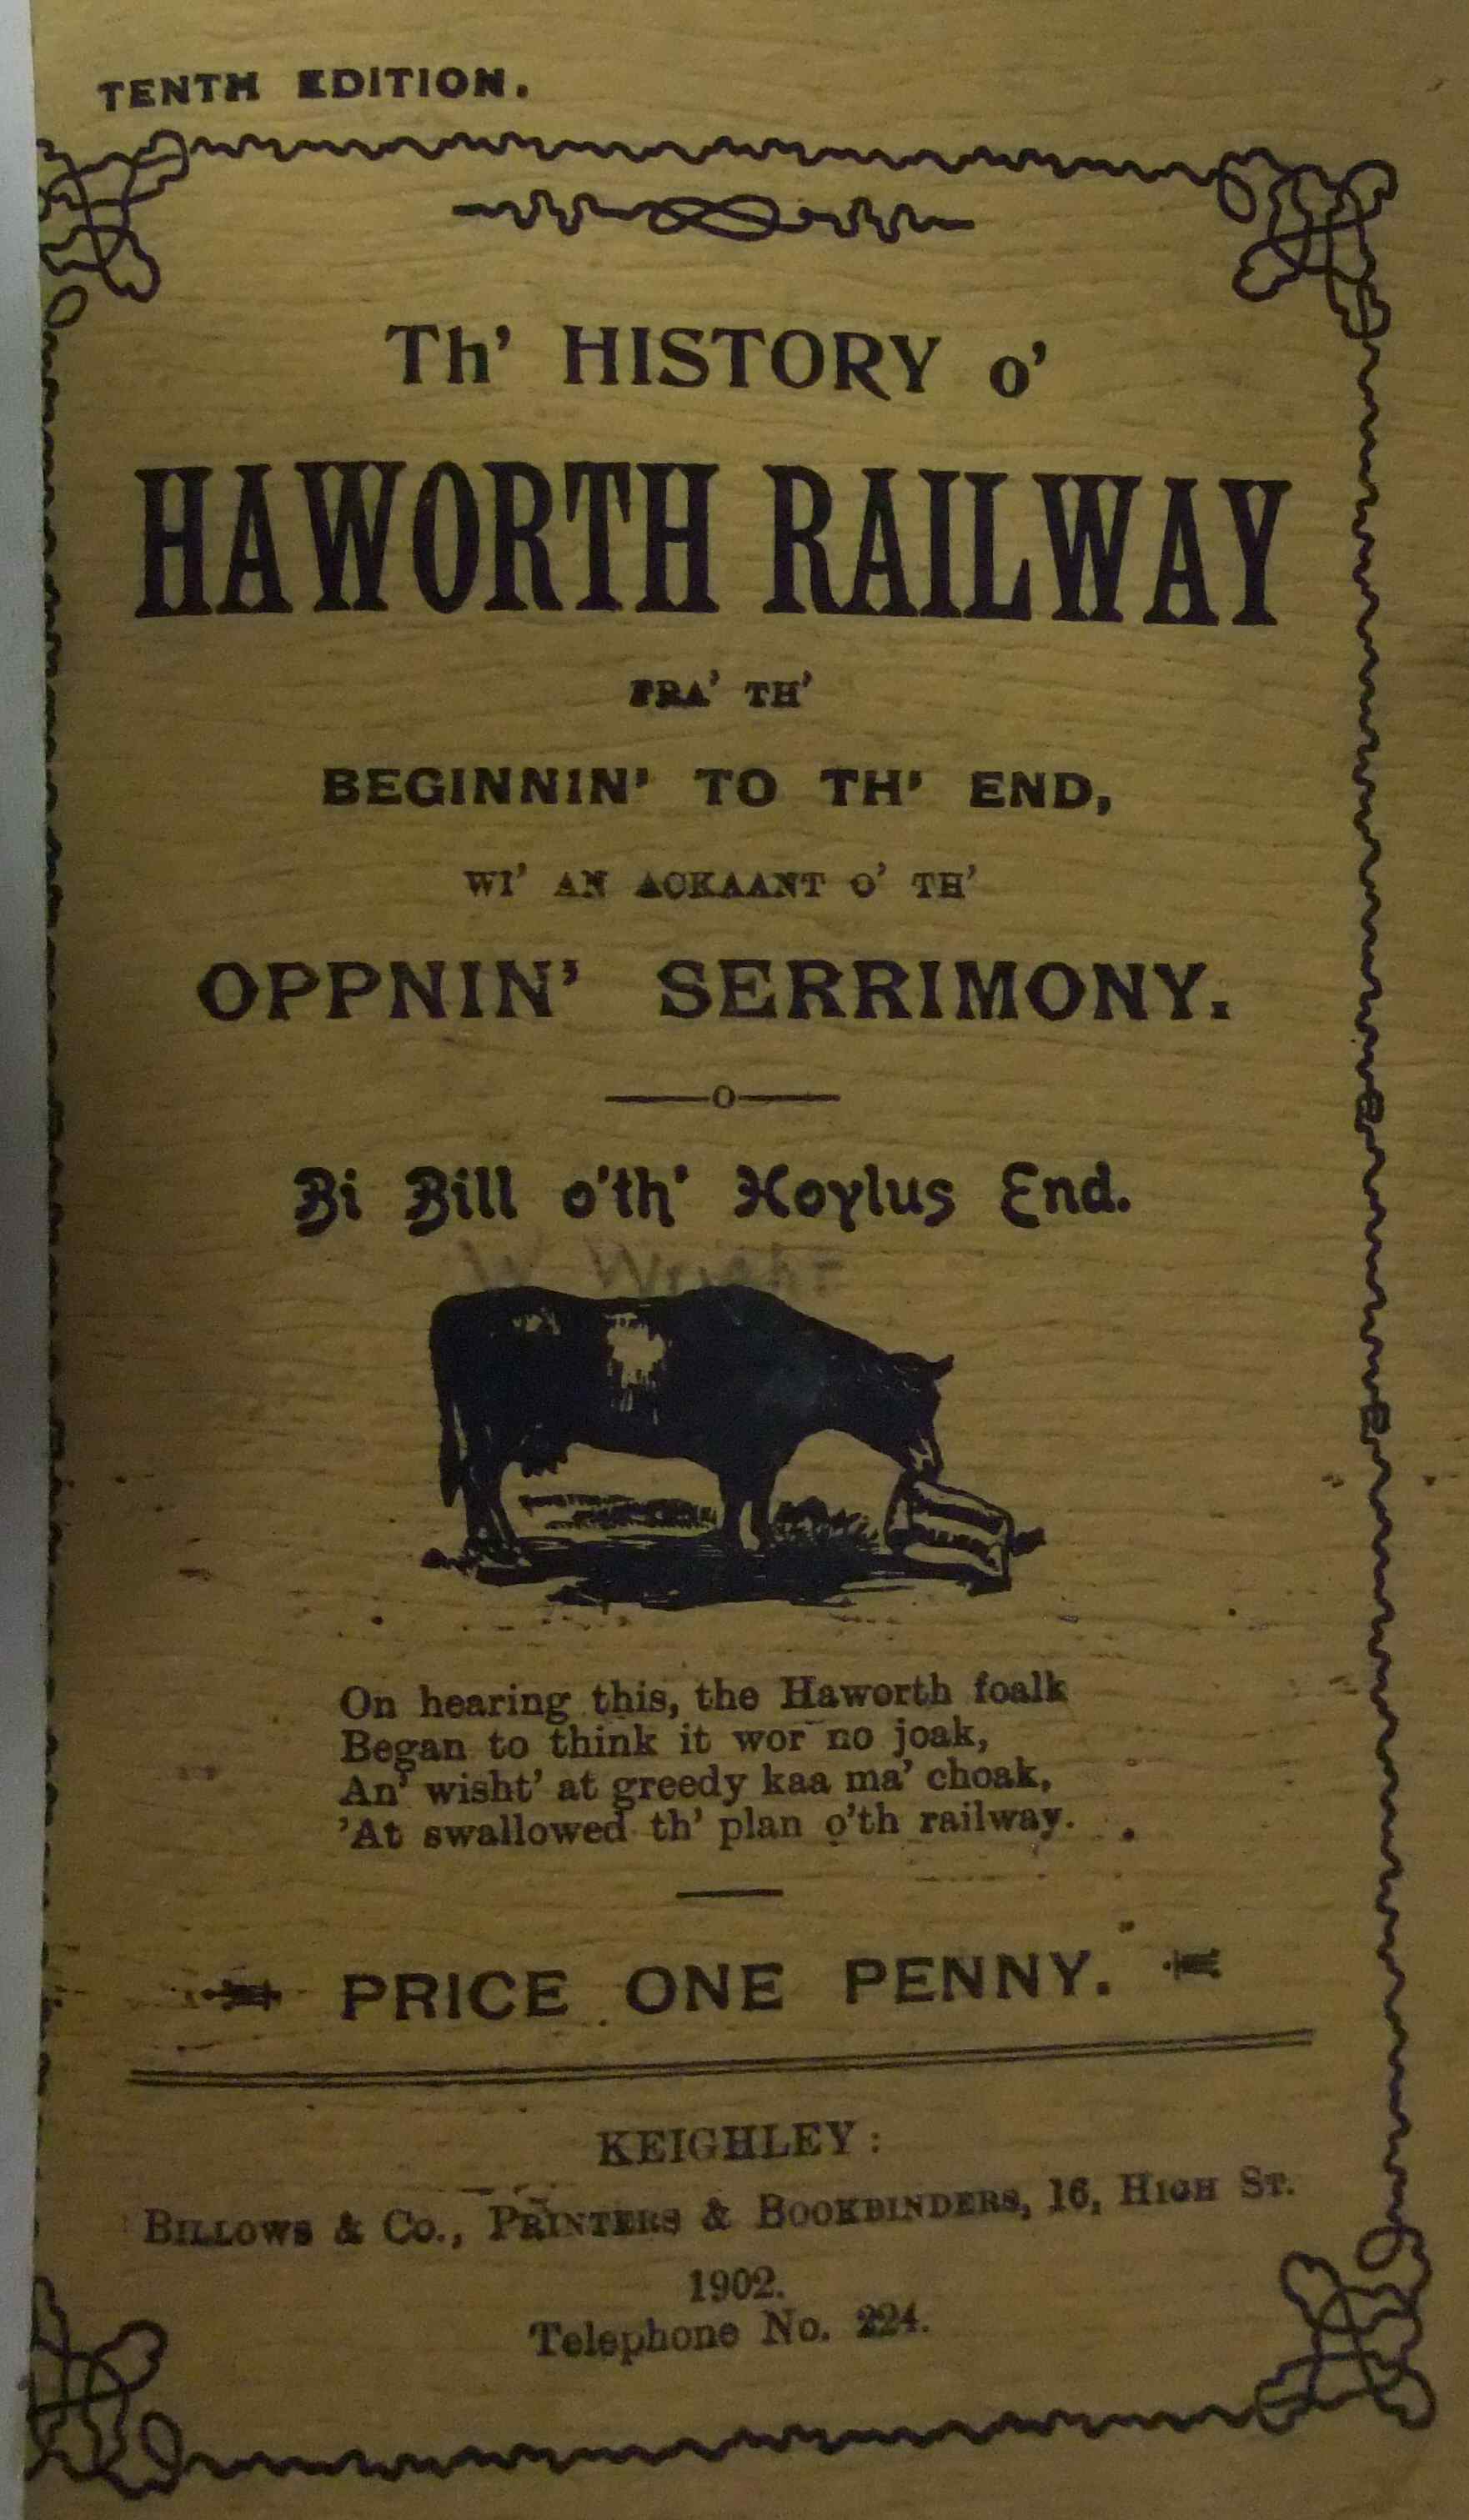 TENTH EDITION.
Th' HISTORY o'
HAWORTH RAILWAY
FRA' TH'
BEGINNIN' TO TH' END,
WI' AN ACKAANT O' TH'
OPPNIN' SERRIMONY.
Bi Bill o'th' Hoylus End.
W Wright
On hearing this, the Haworth foalk
Began to think it wor no joak,
An' wisht' at greedy kaa ma' choak,
'At swallowed th' plan o'th railway.
PRICE ONE PENNY.
KEIGHLEY:
BILLOWS & CO., PRINTERS & BOOKBINDERS, 16, HIGH ST.
1902.
Telephone No. 224.